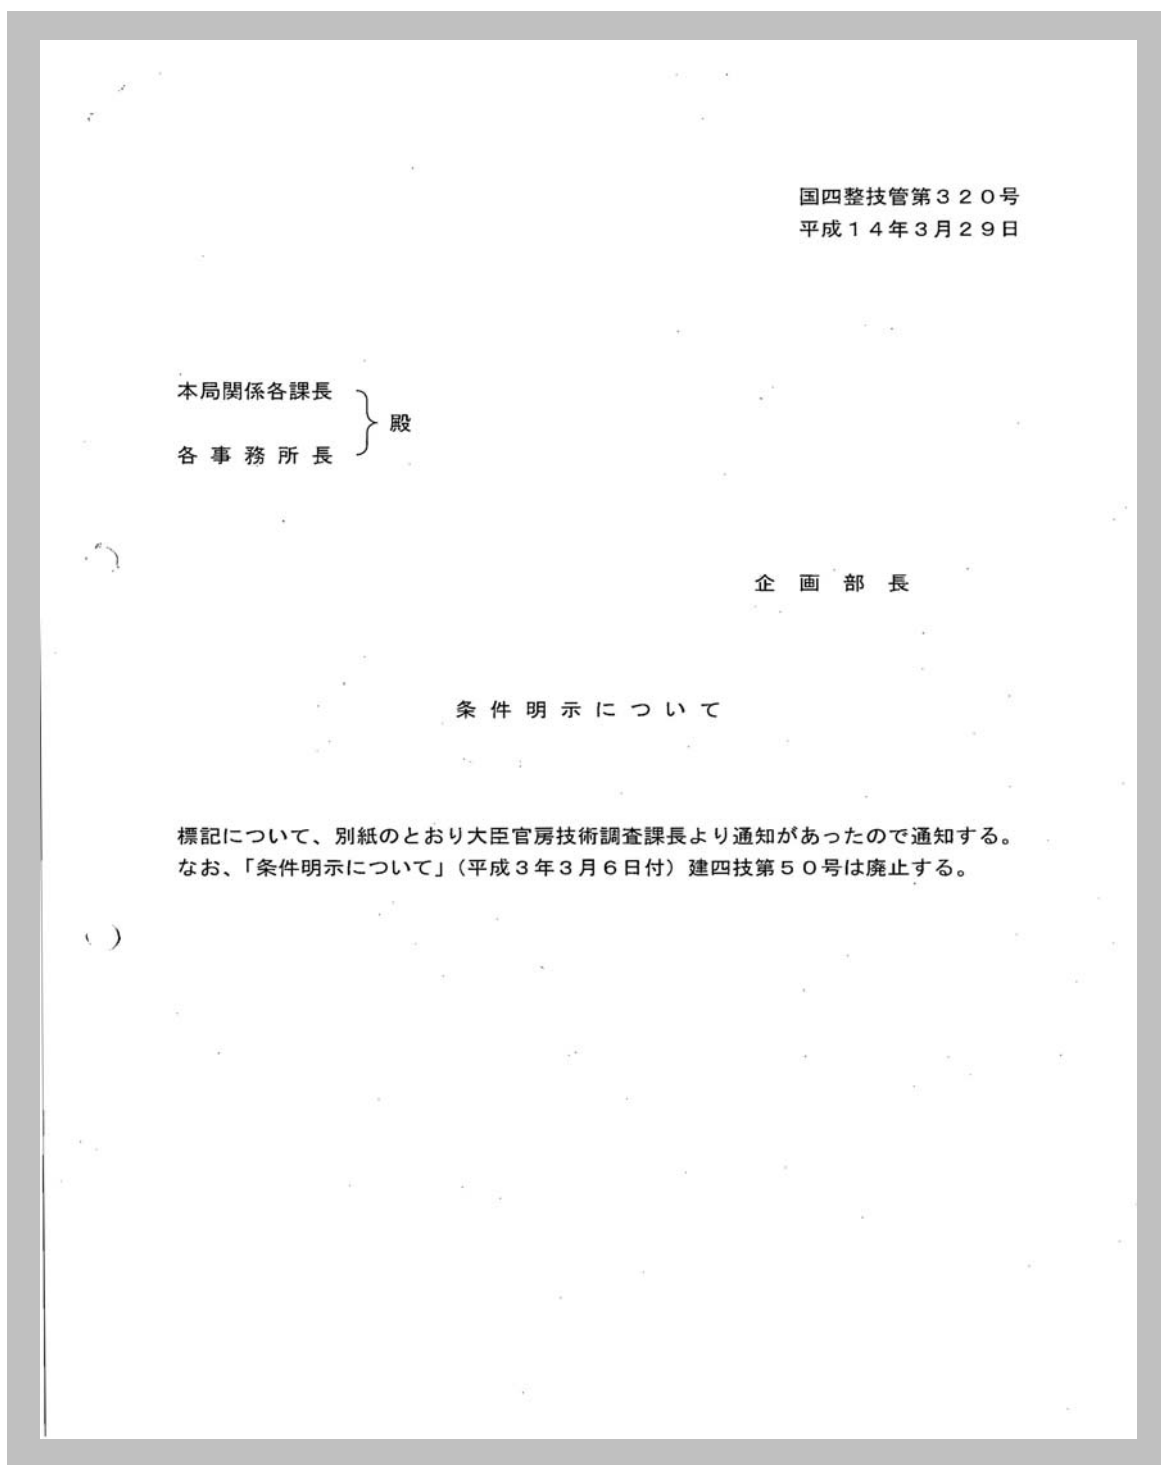 国四整技管第３２０号
平成１４年３月２９日
本局関係各課長
各事務所長
殿
企画部長
条件明示について
標記について、別紙のとおり大臣官房技術調査課長より通知があったので通知する。
なお、「条件明示について」（平成３年３月６日付）建四技第５０号は廃止する。